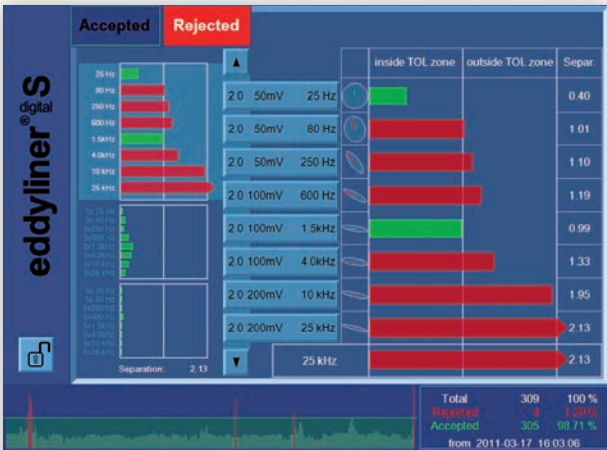 Accepted Rejected
eddyliner® digital S
25 Hz
80 Hz
250 Hz
600 Hz
1.5kHz
4.0kHz
10 kHz
25 kHz
Separation: 2.13
inside TOL zone outside TOL zone Separ.
2.0 50mV 25 Hz 0.40
2.0 50mV 80 Hz 1.01
2.0 50mV 250 Hz 1.10
2.0 100mV 600 Hz 1.19
2.0 100mV 1.5kHz 0.99
2.0 100mV 4.0kHz 1.33
2.0 200mV 10 kHz 1.95
2.0 200mV 25 kHz 2.13
25 kHz 2.13
Total 309 100 %
Rejected 4 1.29 %
Accepted 305 98.71 %
from 2011-03-17 16:03:06